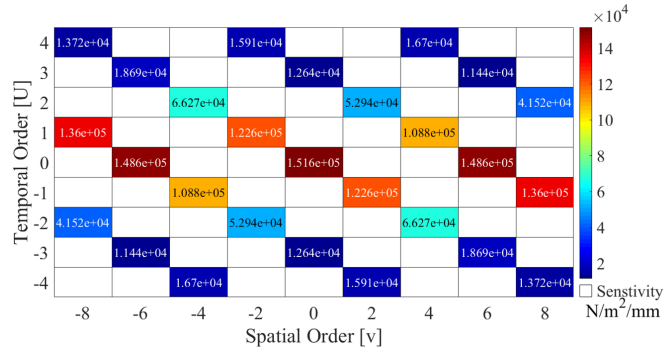 ×10⁴
4 1.372e+04 1.591e+04 1.67e+04
14
3 1.869e+04 1.264e+04 1.144e+04
12
2 6.627e+04 5.294e+04 4.152e+04
10
1 1.36e+05 1.226e+05 1.088e+05
0 1.486e+05 1.516e+05 1.486e+05
8
-1 1.088e+05 1.226e+05 1.36e+05
6
-2 4.152e+04 5.294e+04 6.627e+04
4
-3 1.144e+04 1.264e+04 1.869e+04
2
-4 1.67e+04 1.591e+04 1.372e+04
Temporal Order [U]
-8 -6 -4 -2 0 2 4 6 8
Spatial Order [v]
Senstivity
N/m²/mm